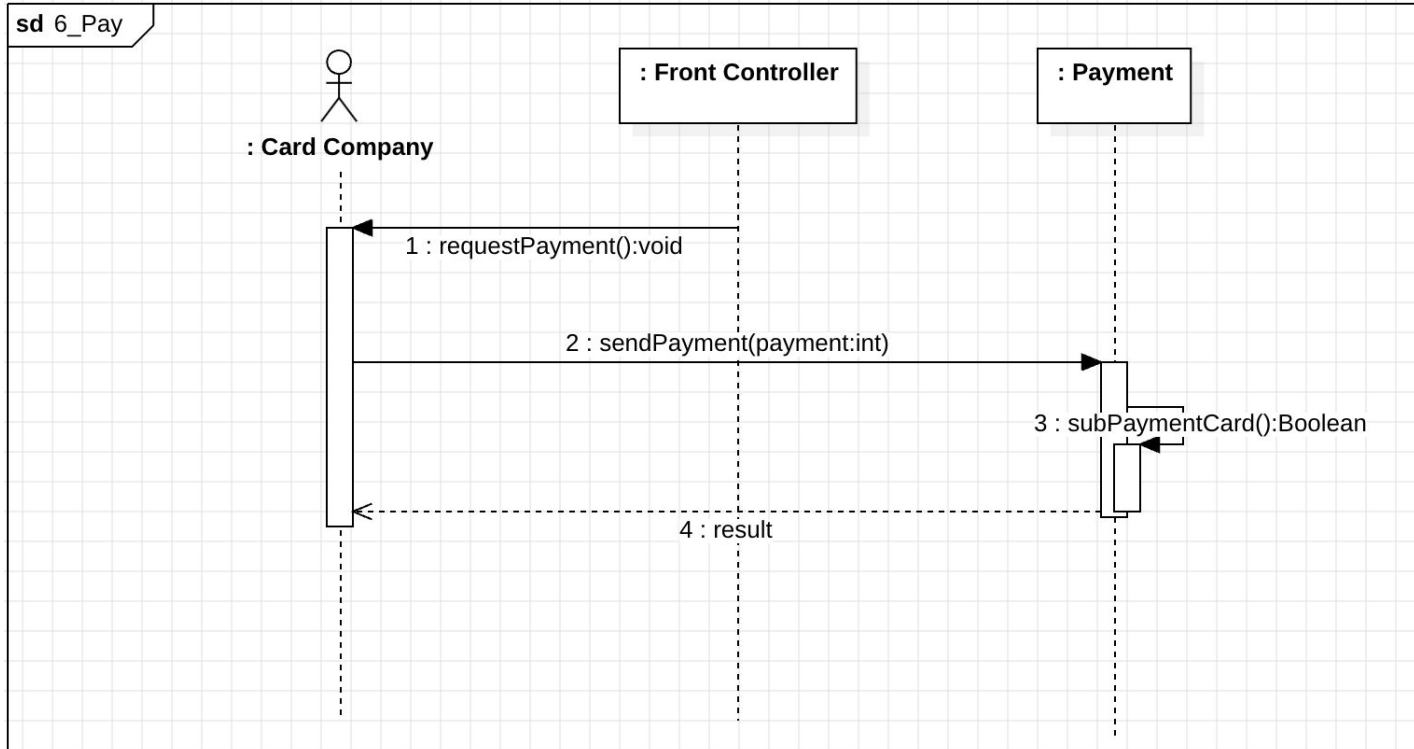 sd 6_Pay
: Card Company
: Front Controller
: Payment
1 : requestPayment():void
2 : sendPayment(payment:int)
3 : subPaymentCard():Boolean
4 : result